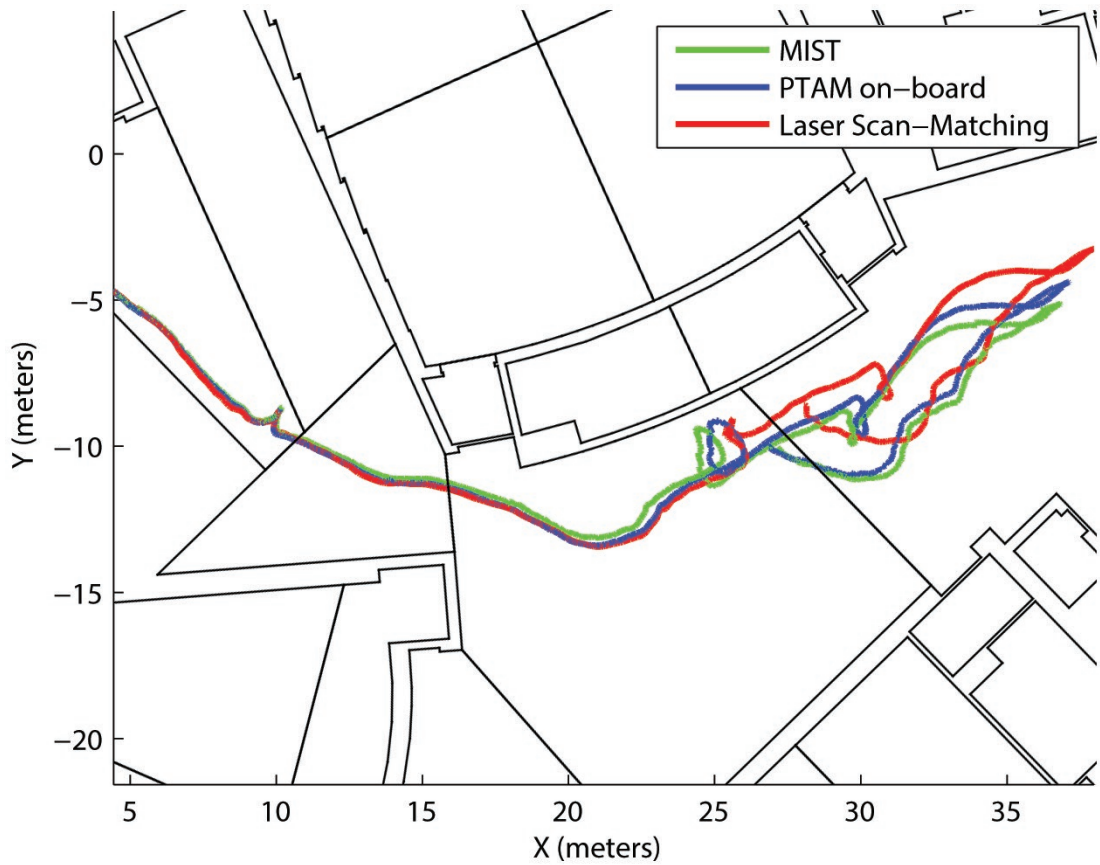 MIST
PTAM on−board
Laser Scan−Matching
0
−5
−10
−15
−20
Y (meters)
5 10 15 20 25 30 35
X (meters)